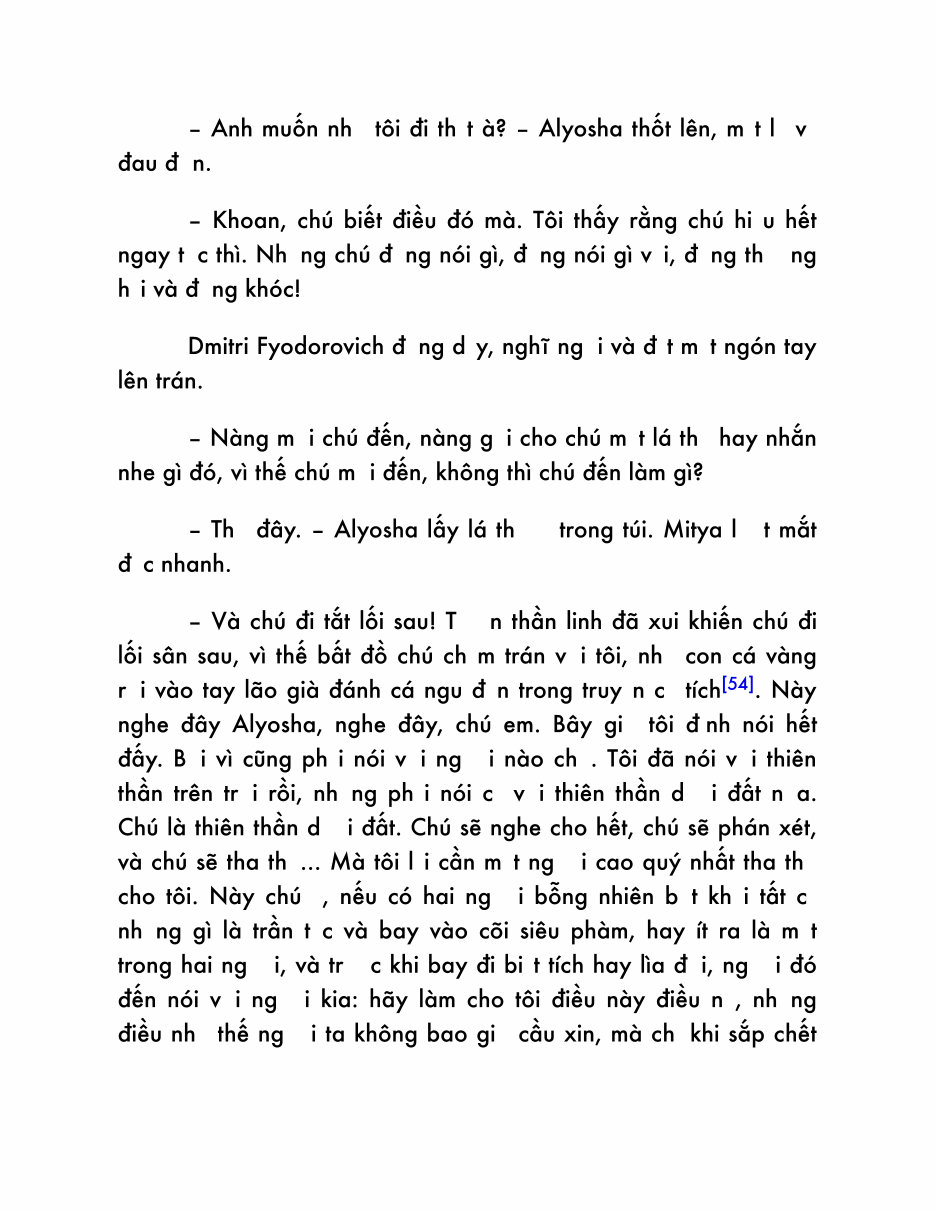 – Anh muốn nh tôi đi th t à? – Alyosha thốt lên, m t l v
đau đ n.
– Khoan, chú biết điều đó mà. Tôi thấy rằng chú hi u hết
ngay t c thì. Nh ng chú đ ng nói gì, đ ng nói gì v i, đ ng th ng
h i và đ ng khóc!
Dmitri Fyodorovich đ ng d y, nghĩ ng i và đ t m t ngón tay
lên trán.
– Nàng m i chú đến, nàng g i cho chú m t lá th hay nhắn
nhe gì đó, vì thế chú m i đến, không thì chú đến làm gì?
– Th đây. – Alyosha lấy lá th trong túi. Mitya l t mắt
đ c nhanh.
– Và chú đi tắt lối sau! T n thần linh đã xui khiến chú đi
lối sân sau, vì thế bất đồ chú ch m trán v i tôi, nh con cá vàng
r i vào tay lão già đánh cá ngu đ n trong truy n c tích[54]. Này
nghe đây Alyosha, nghe đây, chú em. Bây gi tôi đ nh nói hết
đấy. B i vì cũng ph i nói v i ng i nào ch . Tôi đã nói v i thiên
thần trên tr i rồi, nh ng ph i nói c v i thiên thần d i đất n a.
Chú là thiên thần d i đất. Chú sẽ nghe cho hết, chú sẽ phán xét,
và chú sẽ tha th ... Mà tôi l i cần m t ng i cao quý nhất tha th
cho tôi. Này chú , nếu có hai ng i bỗng nhiên b t kh i tất c
nh ng gì là trần t c và bay vào cõi siêu phàm, hay ít ra là m t
trong hai ng i, và tr c khi bay đi bi t tích hay lìa đ i, ng i đó
đến nói v i ng i kia: hãy làm cho tôi điều này điều n , nh ng
điều nh thế ng i ta không bao gi cầu xin, mà ch khi sắp chết